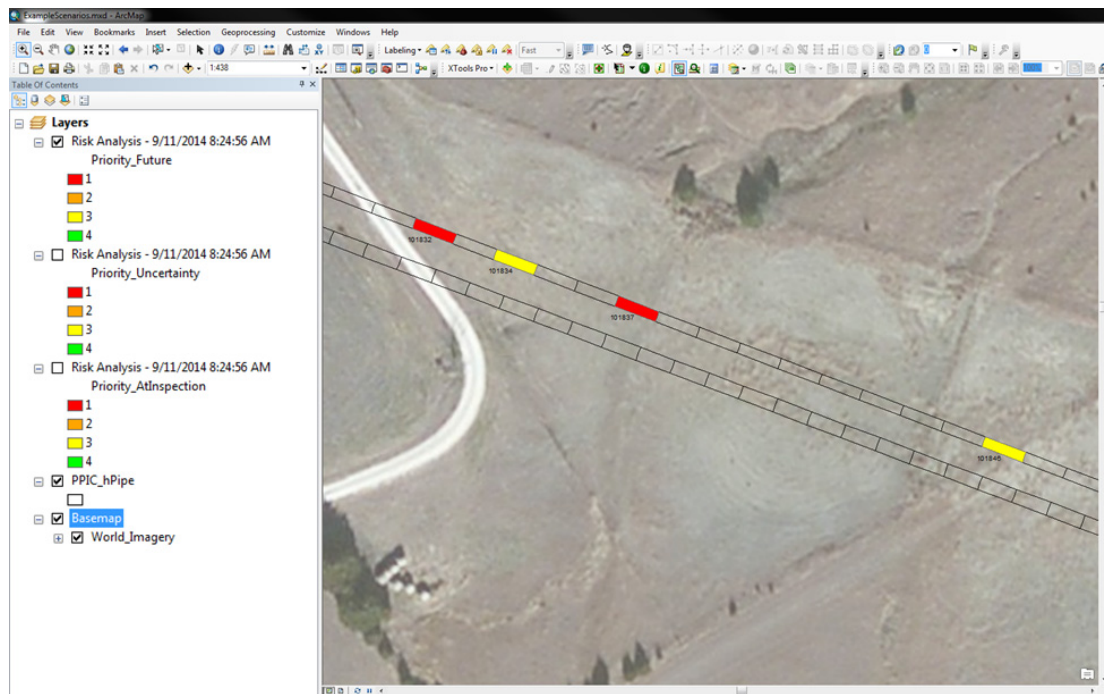 ExampleScenarios.mxd - ArcMap
File Edit View Bookmarks Insert Selection Geoprocessing Customize Windows Help
Labeling Fast
1:438 XTools Pro
Table Of Contents
Layers
Risk Analysis - 9/11/2014 8:24:56 AM
Priority_Future
1
2
3
4
Risk Analysis - 9/11/2014 8:24:56 AM
Priority_Uncertainty
1
2
3
4
Risk Analysis - 9/11/2014 8:24:56 AM
Priority_AtInspection
1
2
3
4
PPIC_hPipe
Basemap
World_Imagery
101832
101834
101837